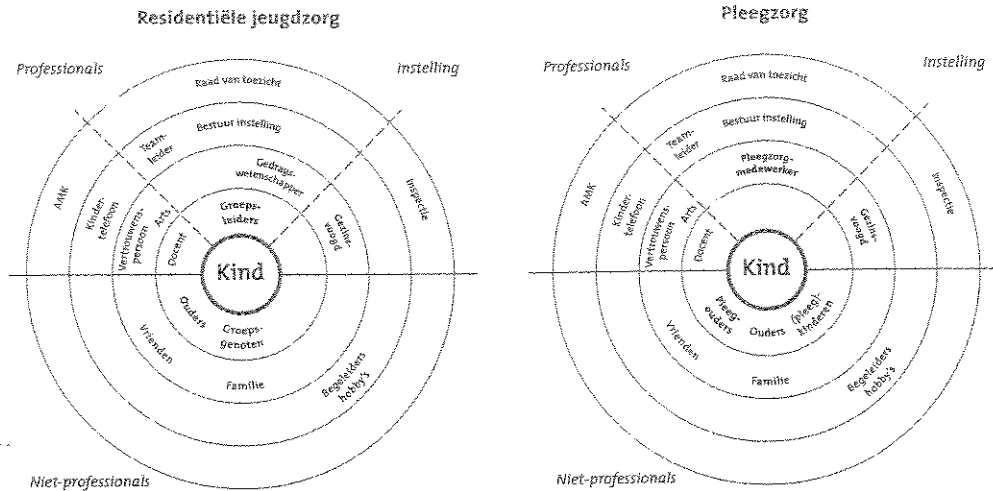 Residentiële jeugdzorg
Professionals
Instelling
Raad van toezicht
Bestuur instelling
Team-
leider
Gedrags-
wetenschapper
AMK
Kinder
telefoon
Vertrouwens-
persoon
Arts
Docent
Groeps-
leiders
Gezins-
voogd
Inspectie
Kind
Ouders
Groeps-
genoten
Vrienden
Familie
Begeleiders
hobby's
Niet-professionals
Pleegzorg
Professionals
Instelling
Raad van toezicht
Bestuur instelling
Team-
leider
Pleegzorg-
medewerker
AMK
Kinder
telefoon
Vertrouwens-
persoon
Arts
Docent
Gezins-
voogd
Inspectie
Kind
Pleeg-
ouders
Ouders
(pleeg)-
kinderen
Vrienden
Familie
Begeleiders
hobby's
Niet-professionals